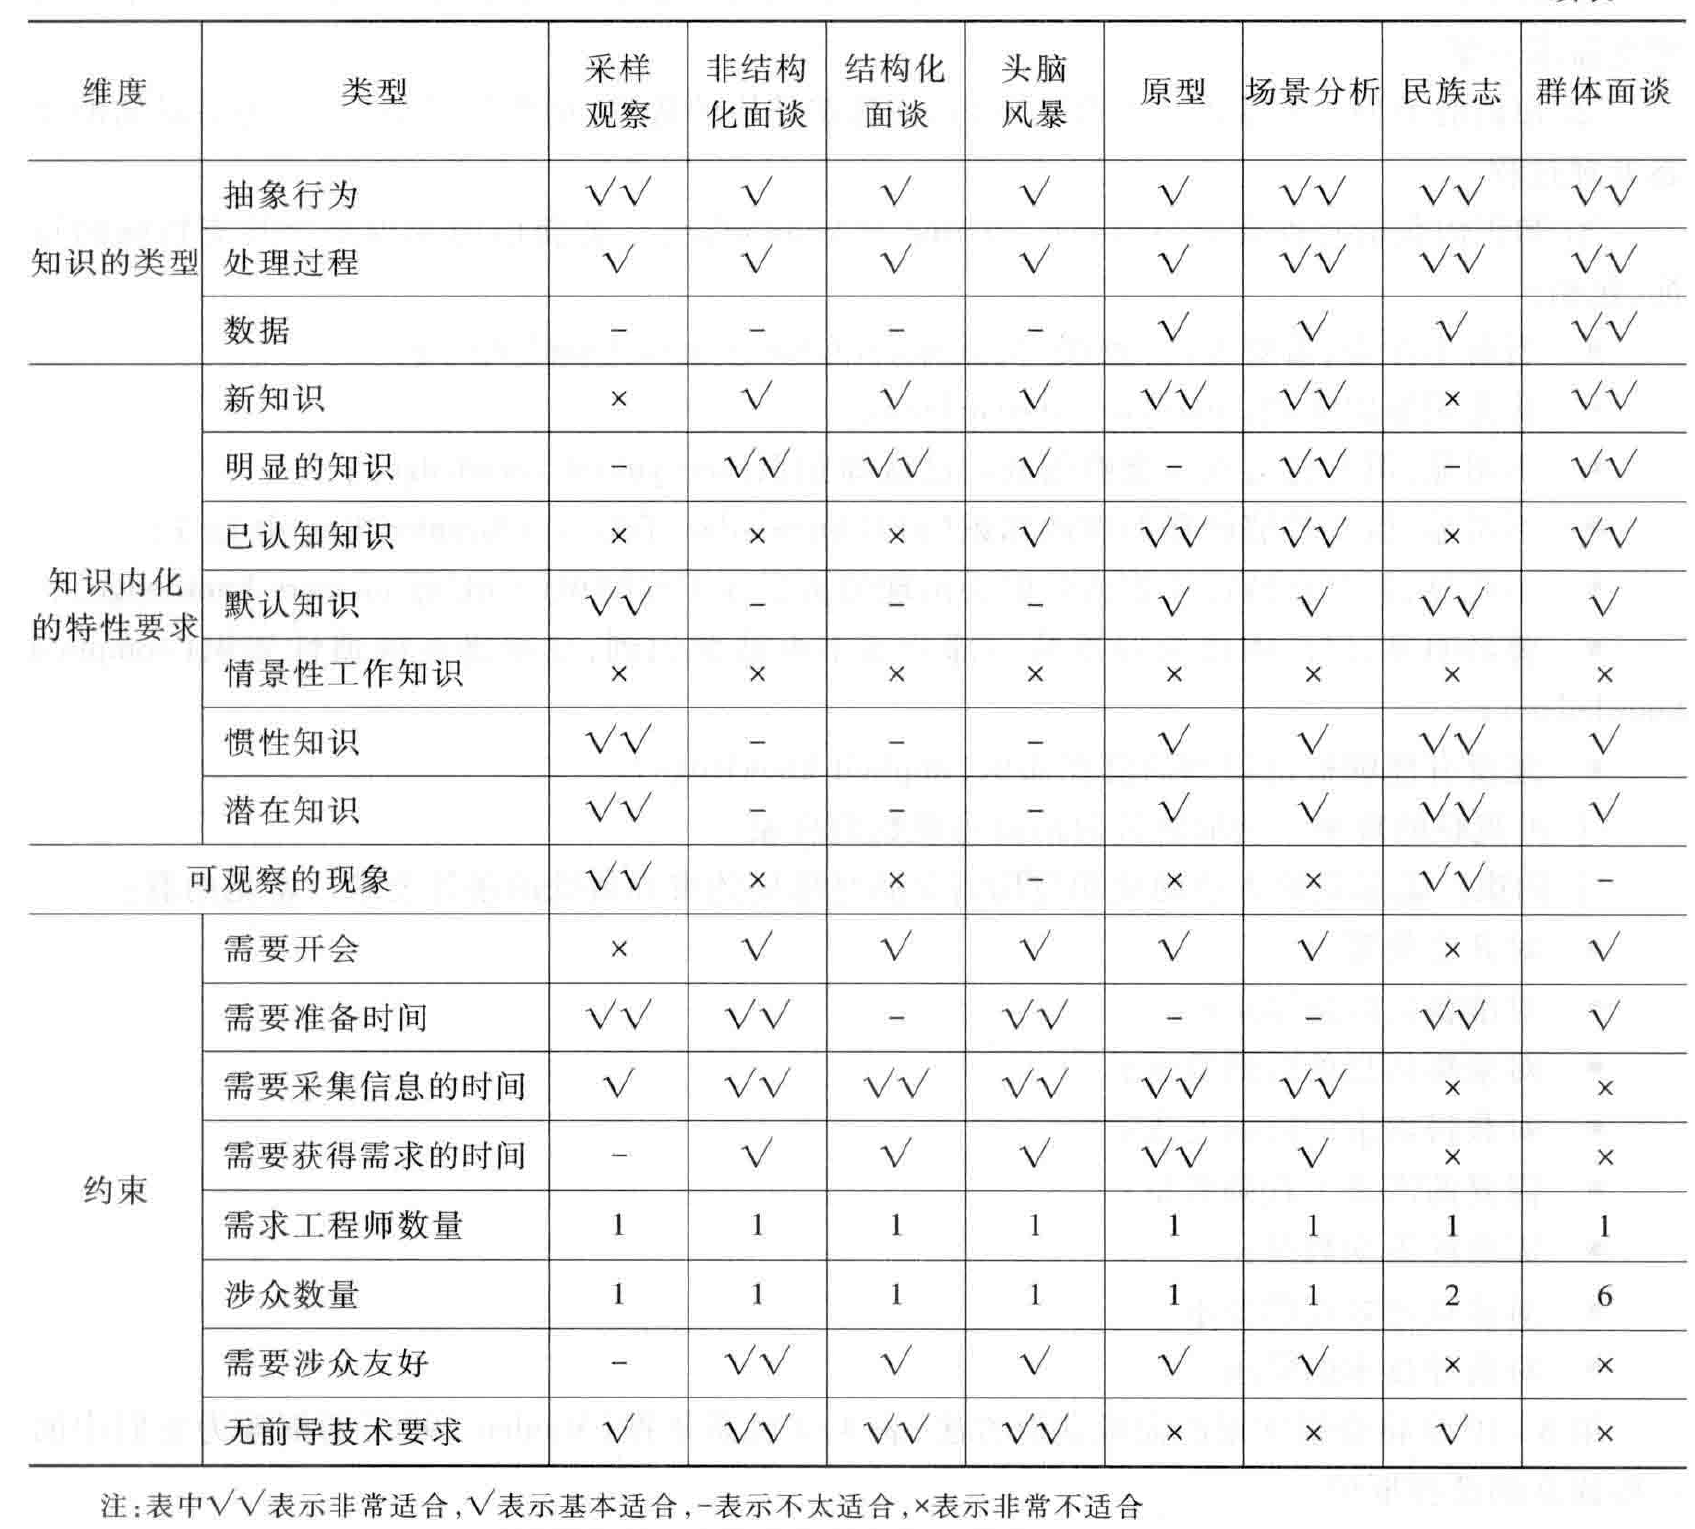 维度 类型 采样观察 非结构化面谈 结构化面谈 头脑风暴 原型 场景分析 民族志 群体面谈
知识的类型 抽象行为 √√ √ √ √ √ √√ √√ √√
处理过程 √ √ √ √ √ √√ √√ √√
数据 - - - - √ √ √ √√
知识内化的特性要求 新知识 × √ √ √ √√ √√ × √√
明显的知识 - √√ √√ - - √√ - √√
已认知知识 × × × √ √√ √√ × √√
默认知识 √√ - - - √ √ √√ √
情景性工作知识 × × × × × × × ×
惯性知识 √√ - - - √ √ √√ √
潜在知识 √√ - - - √ √ √√ √
可观察的现象 √√ × × - × × √√ -
约束 需要开会 × √ √ √ √ √ × √
需要准备时间 √√ √√ - √√ - - √√ √
需要采集信息的时间 √ √√ √√ √√ √√ √√ × ×
需要获得需求的时间 - √ √ √ √√ √ × ×
需求工程师数量 1 1 1 1 1 1 1 1
涉众数量 1 1 1 1 1 1 2 6
需要涉众友好 - √√ √ √ √ √ × ×
无前导技术要求 √ √√ √√ √√ × × √ ×
注:表中√√表示非常适合,√表示基本适合,-表示不太适合,×表示非常不适合